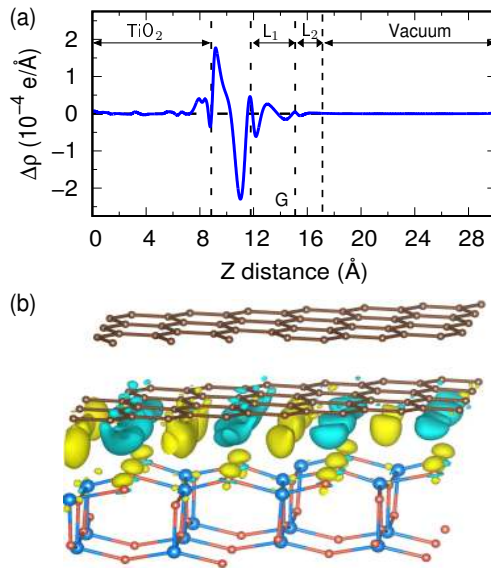 (a)
TiO₂ L₁ L₂ Vacuum
2
1
0
−1
−2
Δρ (10⁻⁴ e/Å)
G
0 4 8 12 16 20 24 28
Z distance (Å)
(b)